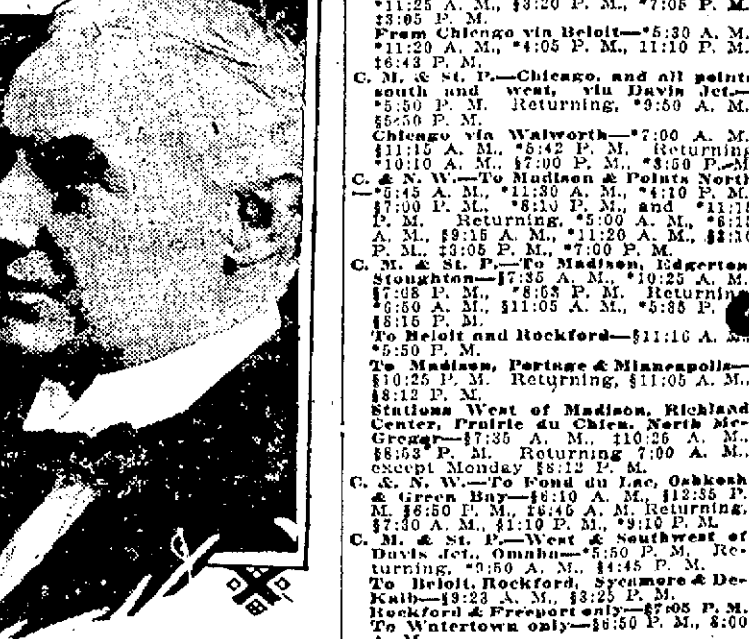 *11:25 A. M., §3:20 P. M., *7:05 P. M.
‡3:05 P. M.
From Chicago via Beloit—*5:30 A. M.
*11:20 A. M., *4:05 P. M., 11:10 P. M.
‡6:43 P. M.
C. M. & St. P.—Chicago, and all points
south and west, via Davis Jct.—
*5:50 P. M. Returning, *9:50 A. M.
§5:50 P. M.
Chicago via Walworth—*7:00 A. M.
§11:15 A. M., *5:42 P. M. Returning
*10:10 A. M., §7:00 P. M., *8:50 P. M
C. & N. W.—To Madison & Points North
—*5:45 A. M., *11:30 A. M., *4:10 P. M.
§7:00 P. M., *8:10 P. M., and *11:15
P. M. Returning, *5:00 A. M.,
A. M., §9:15 A. M., *11:20 A. M.,
P. M., ‡3:05 P. M., *7:00 P. M.
C. M. & St. P.—To Madison, Edgerton
Stoughton—§7:35 A. M., *10:25 A. M.
§7:08 P. M., *8:53 P. M. Returning
*6:50 A. M., §11:05 A. M., *5:35 P.
§8:15 P. M.
To Beloit and Rockford—§11:16 A. M.
*5:50 P. M.
To Madison, Portage & Minneapolis—
§10:25 P. M. Returning, §11:05 A. M.,
§8:12 P. M.
Stations West of Madison, Richland
Center, Prairie du Chien, North Mc-
Gregor—§7:35 A. M., ‡10:25 A. M.,
§8:53 P. M. Returning 7:00 A. M.,
except Monday §8:12 P. M.
C. & N. W.—To Fond du Lac, Oshkosh
& Green Bay—§6:10 A. M., §12:35 P.
M. §6:50 P. M., A. M. Returning,
§7:30 A. M., §1:10 P. M., *9:10 P. M.
C. M. & St. P.—West & Southwest of
Davis Jct., Omaha—*5:50 P. M. Re-
turning, *9:50 A. M., §4:45 P. M.
To Beloit, Rockford, Sycamore & De-
Kalb—§9:23 A. M., §3:25 P. M.
Rockford & Freeport only—§7:05 P. M.
To Watertown only—§6:50 P. M., 8:00
A. M.